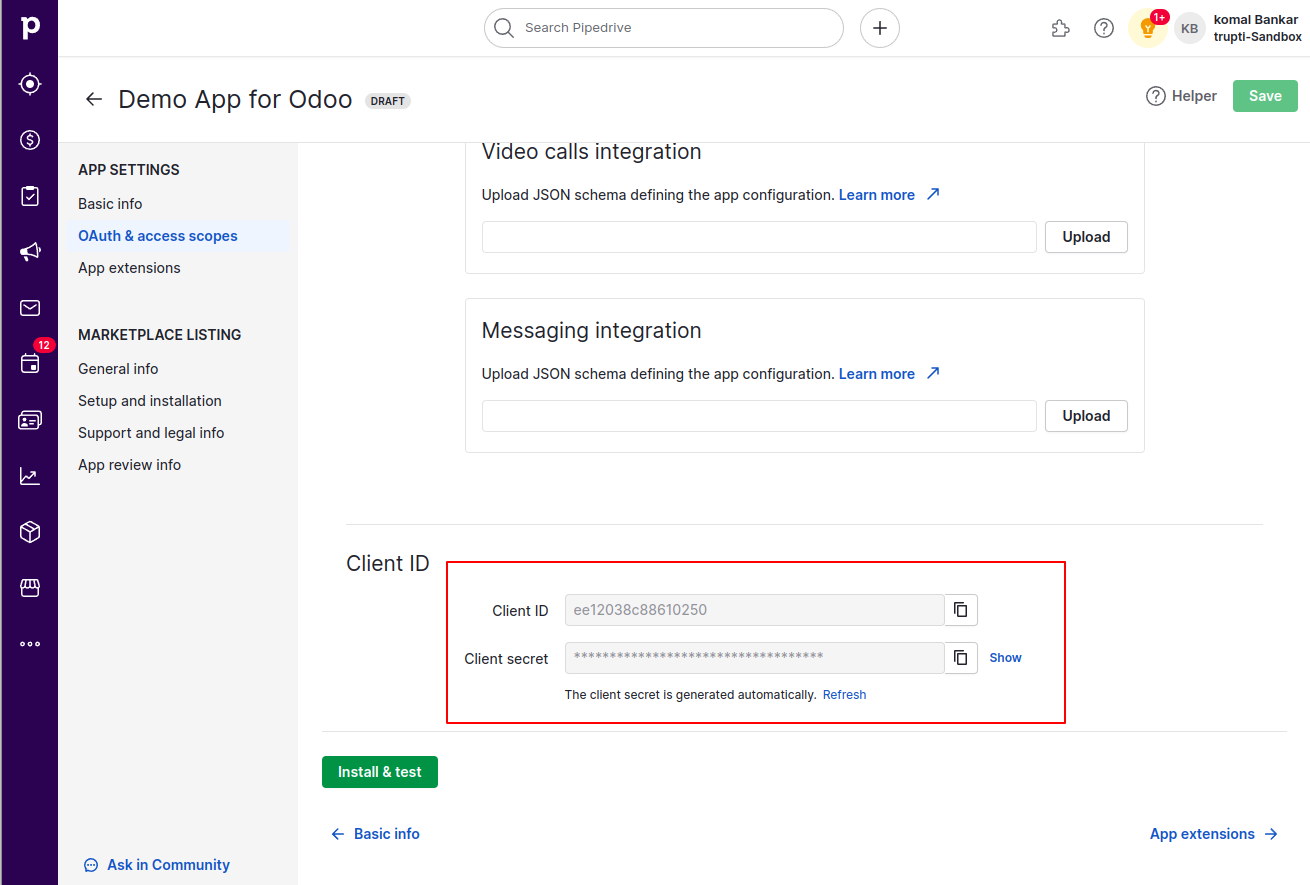 p
Search Pipedrive
1+
KB
komal Bankar
trupti-Sandbox
Demo App for Odoo DRAFT
Helper
Save
APP SETTINGS
Basic info
OAuth & access scopes
App extensions
12
MARKETPLACE LISTING
General info
Setup and installation
Support and legal info
App review info
Ask in Community
Video calls integration
Upload JSON schema defining the app configuration. Learn more
Upload
Messaging integration
Upload JSON schema defining the app configuration. Learn more
Upload
Client ID
Client ID ee12038c88610250
Client secret *********************************** Show
The client secret is generated automatically. Refresh
Install & test
Basic info
App extensions